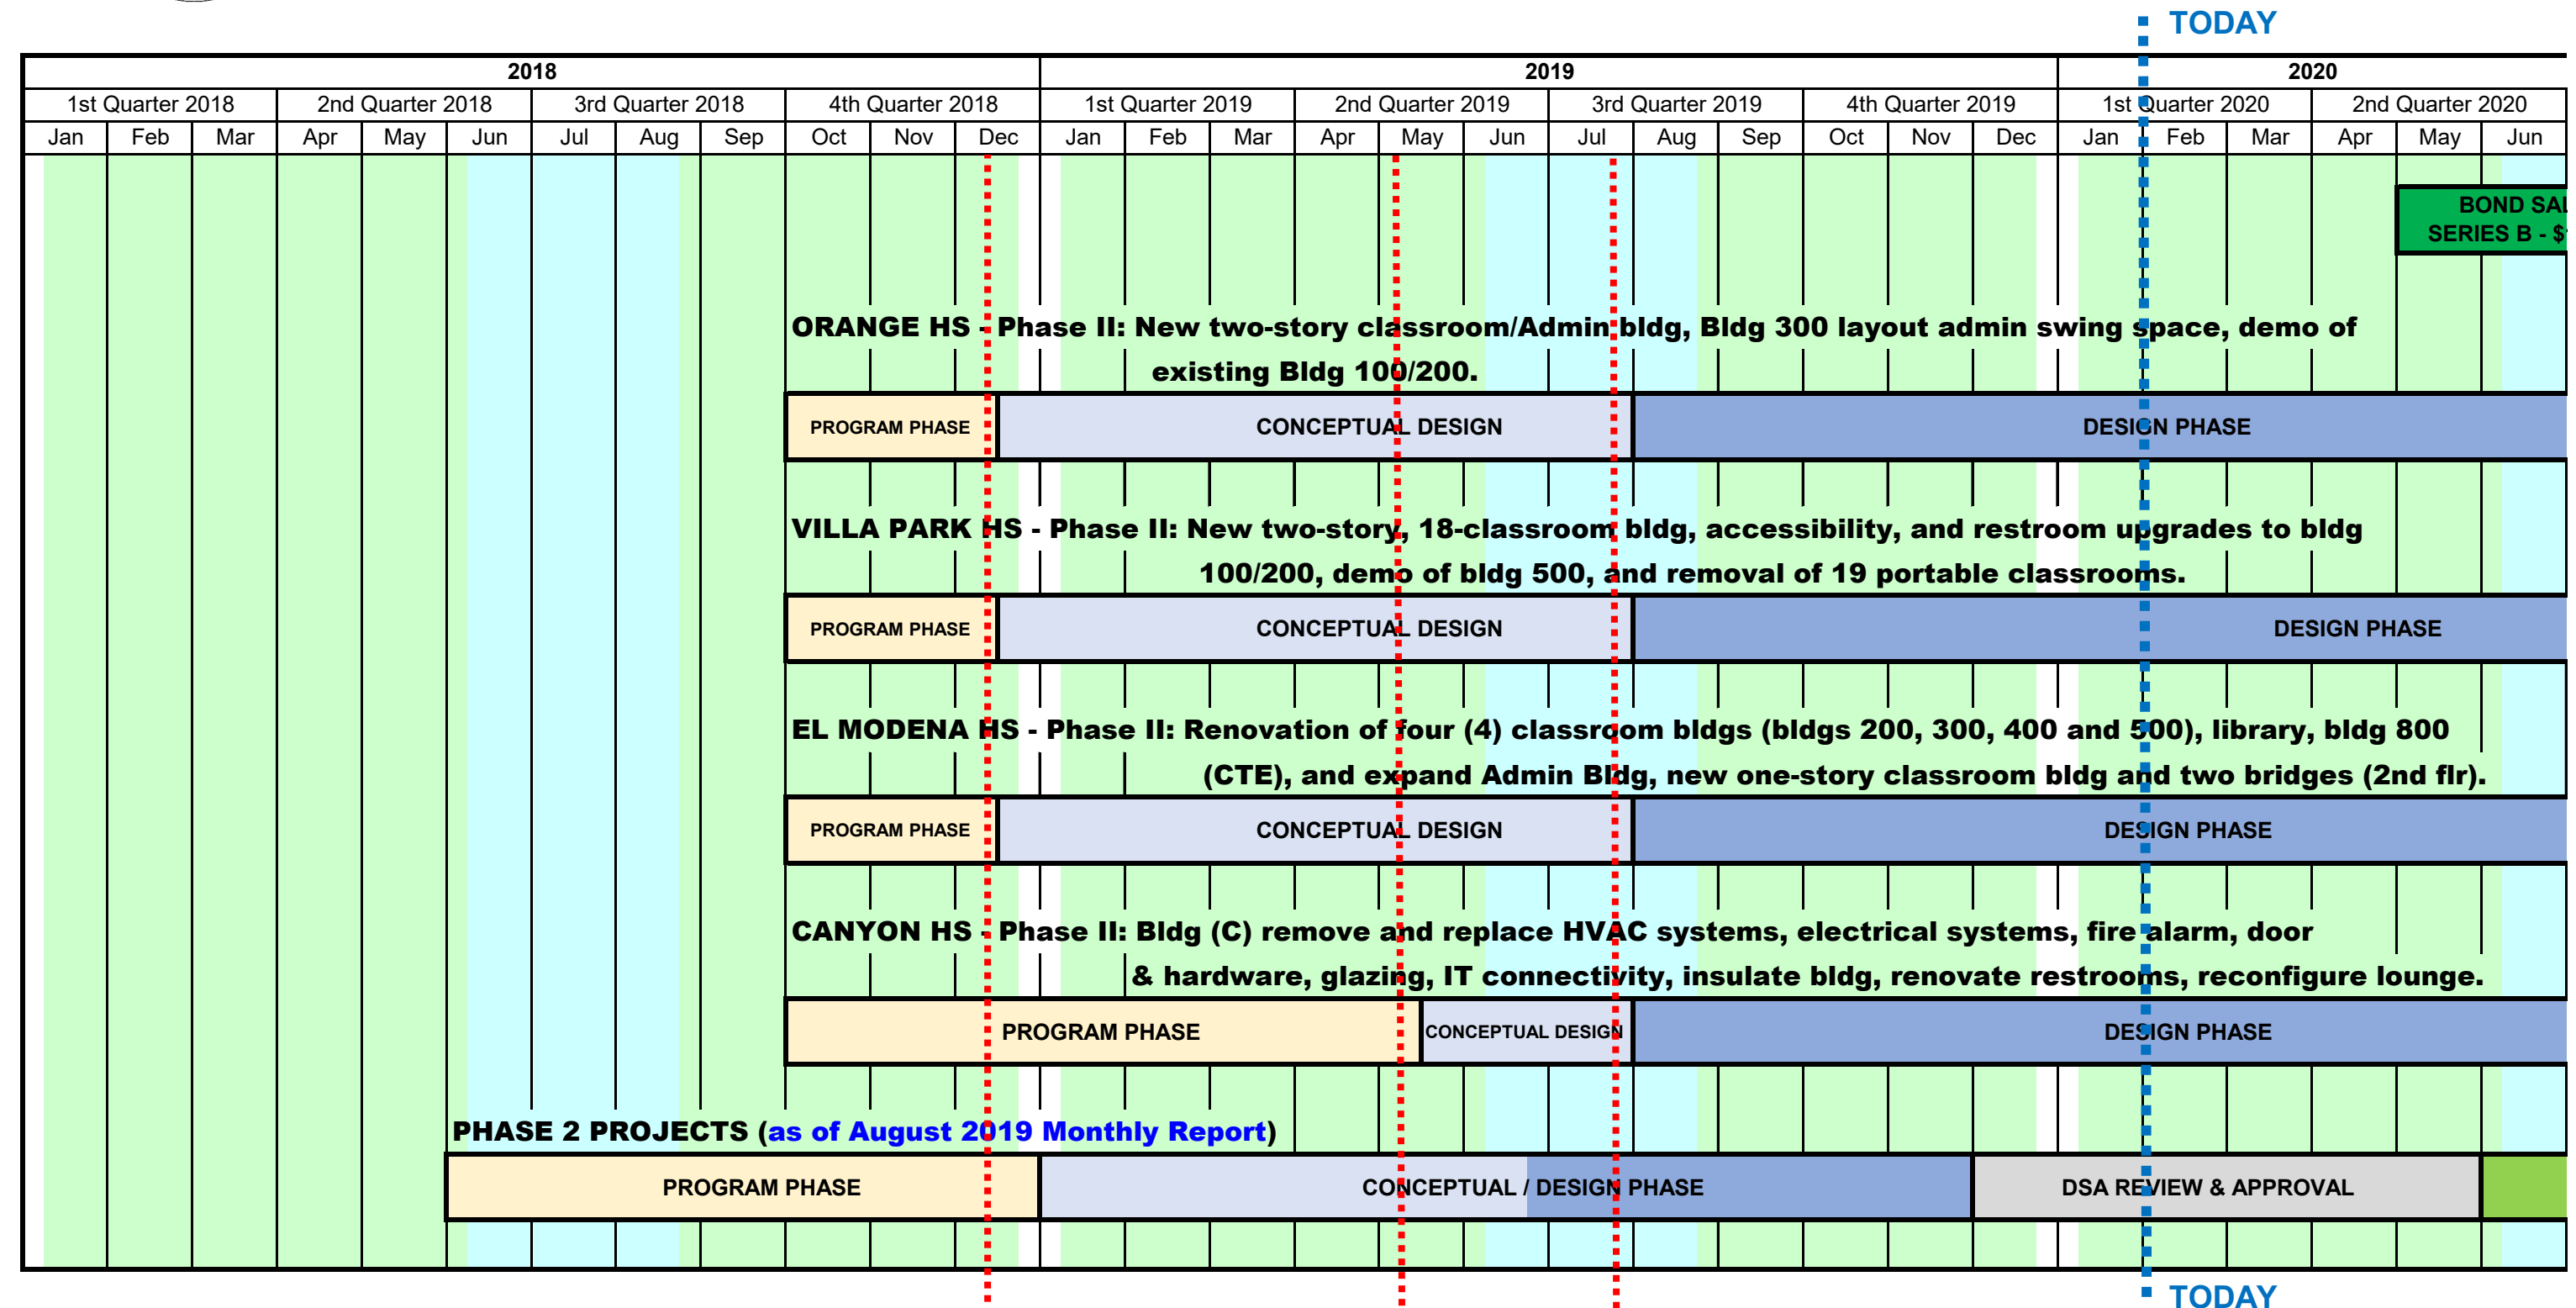 TODAY
2018 2019 2020
1st Quarter 2018 2nd Quarter 2018 3rd Quarter 2018 4th Quarter 2018 1st Quarter 2019 2nd Quarter 2019 3rd Quarter 2019 4th Quarter 2019 1st Quarter 2020 2nd Quarter 2020
Jan Feb Mar Apr May Jun Jul Aug Sep Oct Nov Dec Jan Feb Mar Apr May Jun Jul Aug Sep Oct Nov Dec Jan Feb Mar Apr May Jun
BOND SAL
SERIES B - $
ORANGE HS - Phase II: New two-story classroom/Admin bldg, Bldg 300 layout admin swing space, demo of
existing Bldg 100/200.
PROGRAM PHASE CONCEPTUAL DESIGN DESIGN PHASE
VILLA PARK HS - Phase II: New two-story, 18-classroom bldg, accessibility, and restroom upgrades to bldg
100/200, demo of bldg 500, and removal of 19 portable classrooms.
PROGRAM PHASE CONCEPTUAL DESIGN DESIGN PHASE
EL MODENA HS - Phase II: Renovation of four (4) classroom bldgs (bldgs 200, 300, 400 and 500), library, bldg 800
(CTE), and expand Admin Bldg, new one-story classroom bldg and two bridges (2nd flr).
PROGRAM PHASE CONCEPTUAL DESIGN DESIGN PHASE
CANYON HS - Phase II: Bldg (C) remove and replace HVAC systems, electrical systems, fire alarm, door
& hardware, glazing, IT connectivity, insulate bldg, renovate restrooms, reconfigure lounge.
PROGRAM PHASE CONCEPTUAL DESIGN DESIGN PHASE
PHASE 2 PROJECTS (as of August 2019 Monthly Report)
PROGRAM PHASE CONCEPTUAL / DESIGN PHASE DSA REVIEW & APPROVAL
TODAY